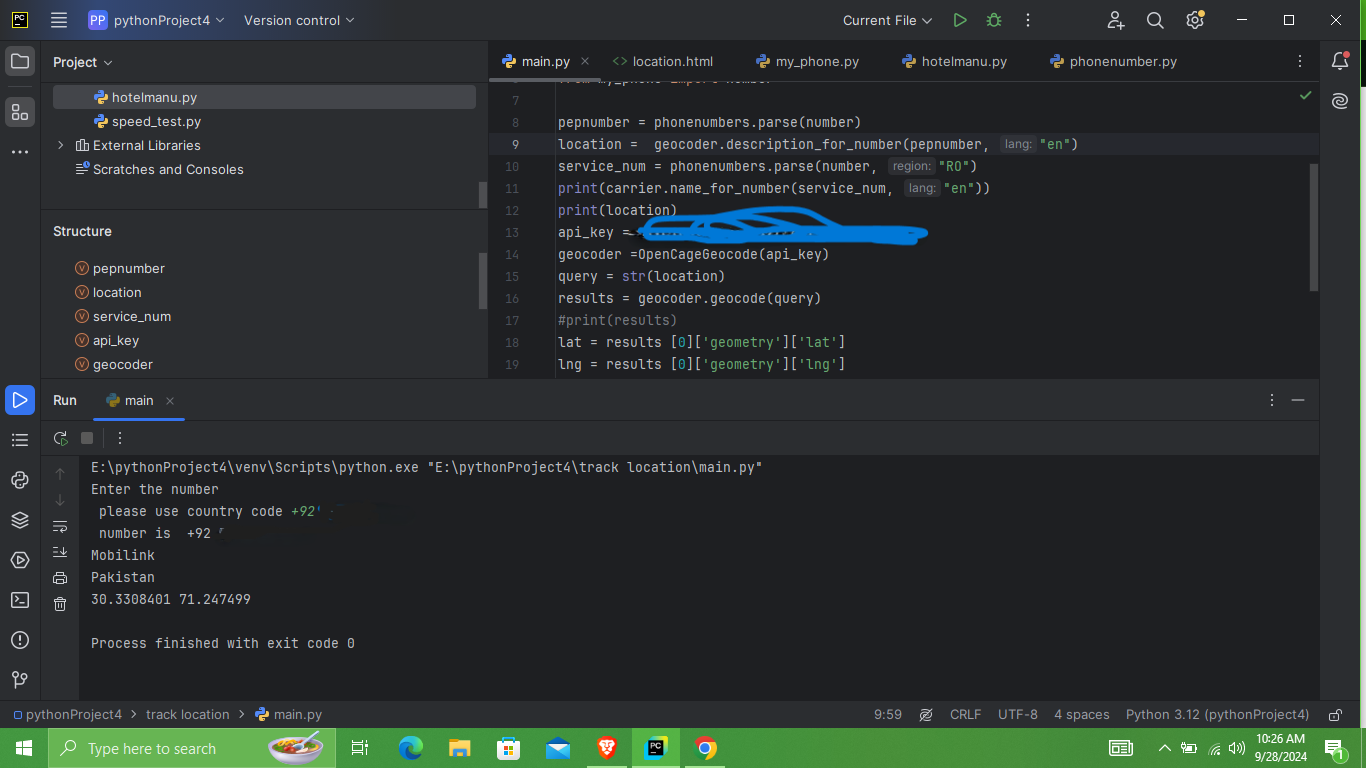 PC
PP pythonProject4
Version control
Current File
Project
hotelmanu.py
speed_test.py
External Libraries
Scratches and Consoles
Structure
pepnumber
location
service_num
api_key
geocoder
main.py
location.html
my_phone.py
hotelmanu.py
phonenumber.py
7
8 pepnumber = phonenumbers.parse(number)
9 location =  geocoder.description_for_number(pepnumber, lang: "en")
10 service_num = phonenumbers.parse(number, region: "RO")
11 print(carrier.name_for_number(service_num, lang: "en"))
12 print(location)
13 api_key =
14 geocoder =OpenCageGeocode(api_key)
15 query = str(location)
16 results = geocoder.geocode(query)
17 #print(results)
18 lat = results [0]['geometry']['lat']
19 lng = results [0]['geometry']['lng']
Run
main
E:\pythonProject4\venv\Scripts\python.exe "E:\pythonProject4\track location\main.py"
Enter the number
please use country code +92
number is  +92
Mobilink
Pakistan
30.3308401 71.247499
Process finished with exit code 0
pythonProject4 > track location > main.py
9:59 CRLF UTF-8 4 spaces Python 3.12 (pythonProject4)
Type here to search
PC
10:26 AM
9/28/2024
1